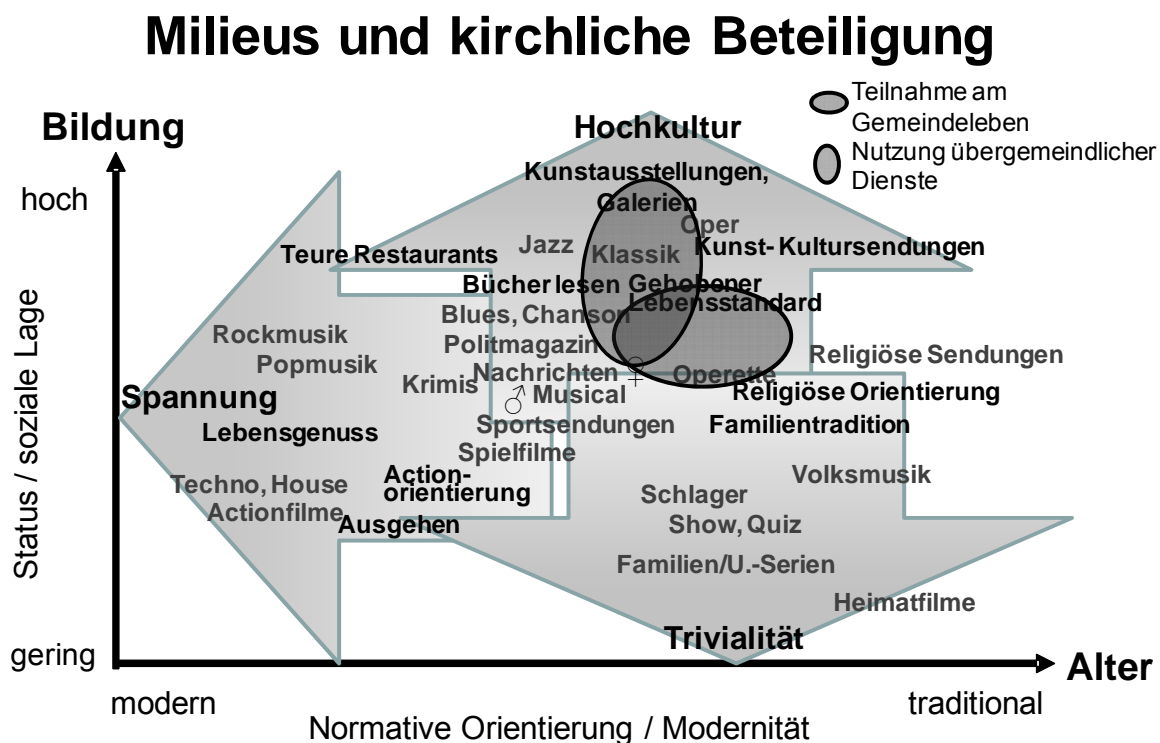 Milieus und kirchliche Beteiligung
Teilnahme am
Gemeindeleben
Nutzung übergemeindlicher
Dienste
Bildung
hoch
Status / soziale Lage
gering
Hochkultur
Kunstausstellungen,
Galerien
Oper
Jazz
Klassik
Kunst- Kultursendungen
Teure Restaurants
Bücher lesen
Gehobener
Lebensstandard
Blues, Chanson
Rockmusik
Politmagazin
Popmusik
Religiöse Sendungen
Krimis
Nachrichten ♀
Operette
♂ Musical
Religiöse Orientierung
Spannung
Sportsendungen
Familientradition
Lebensgenuss
Spielfilme
Action-
orientierung
Volksmusik
Techno, House
Schlager
Actionfilme
Ausgehen
Show, Quiz
Familien/U.-Serien
Heimatfilme
Trivialität
Alter
modern
traditional
Normative Orientierung / Modernität